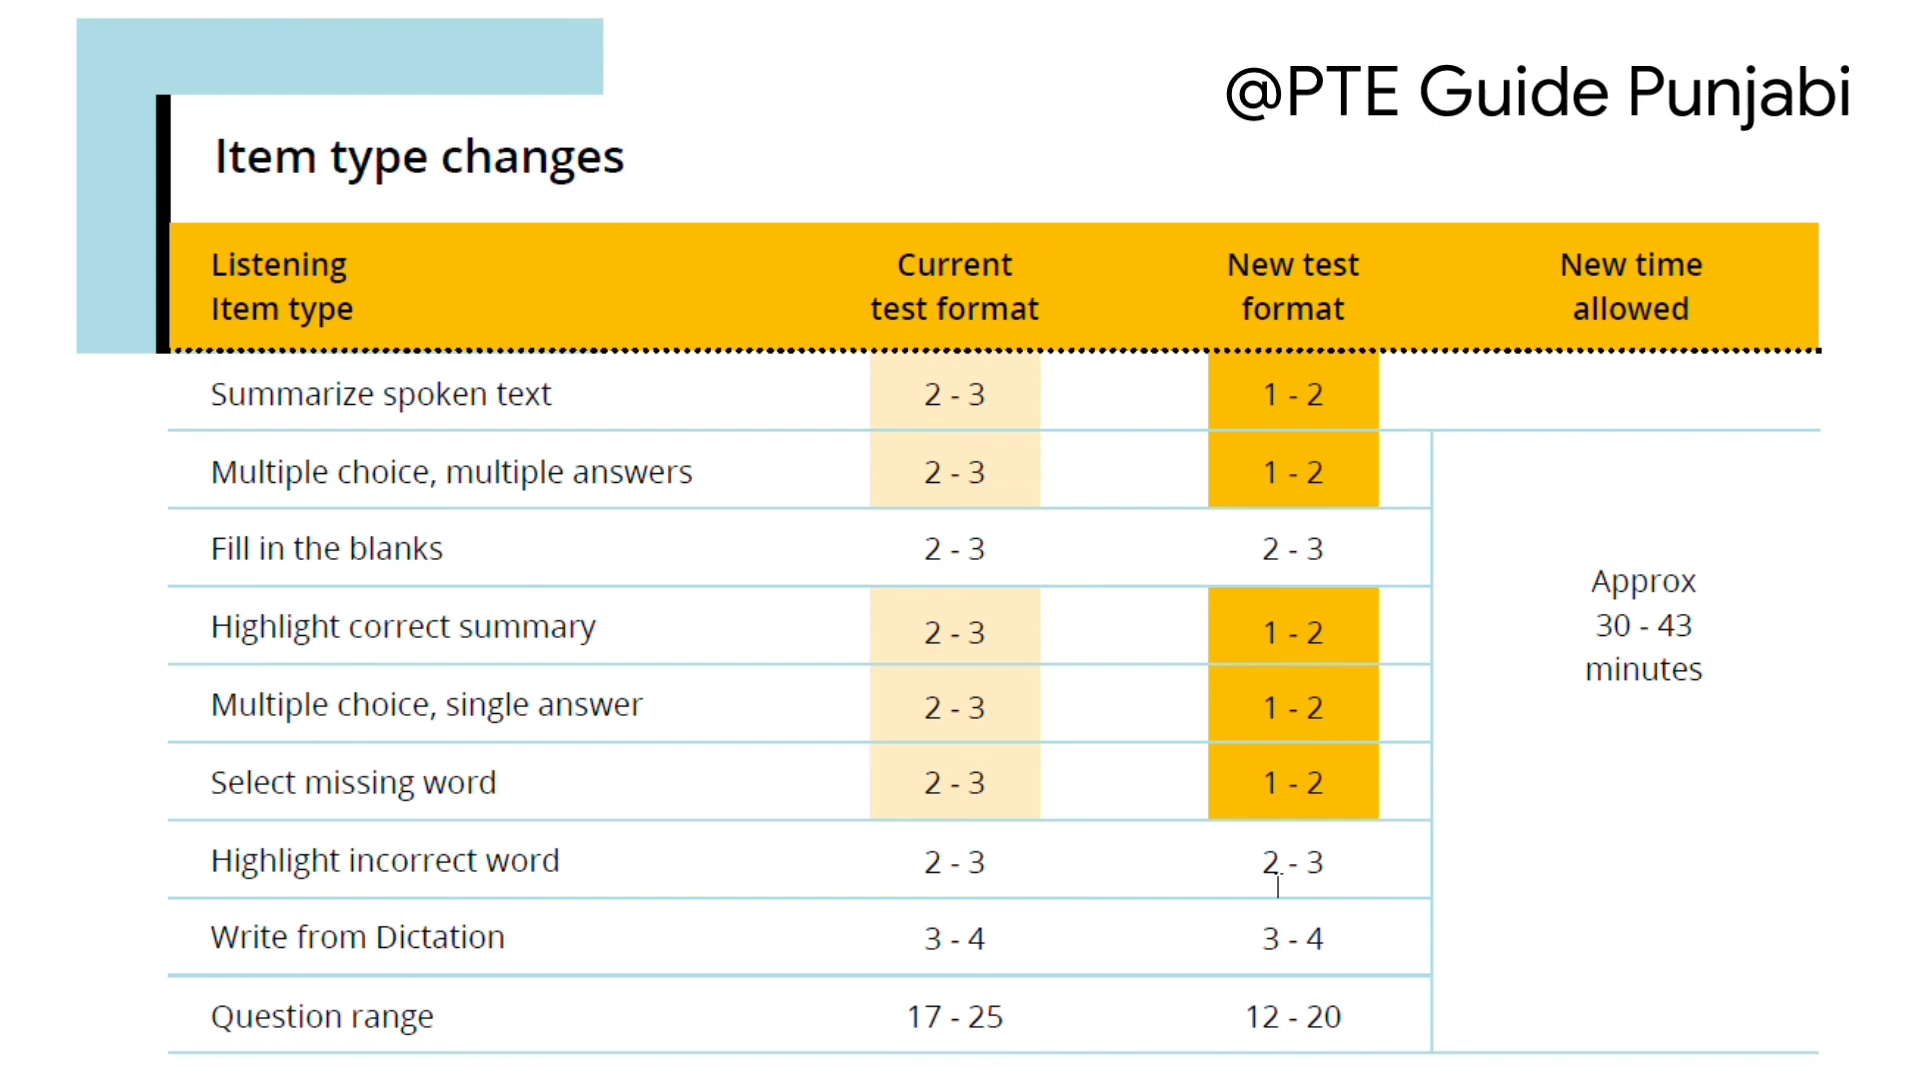 @PTE Guide Punjabi
Item type changes
Listening Item type Current test format New test format New time allowed
Summarize spoken text 2 - 3 1 - 2
Multiple choice, multiple answers 2 - 3 1 - 2
Fill in the blanks 2 - 3 2 - 3
Highlight correct summary 2 - 3 1 - 2
Multiple choice, single answer 2 - 3 1 - 2
Select missing word 2 - 3 1 - 2
Highlight incorrect word 2 - 3 2 - 3
Write from Dictation 3 - 4 3 - 4
Question range 17 - 25 12 - 20
Approx
30 - 43
minutes